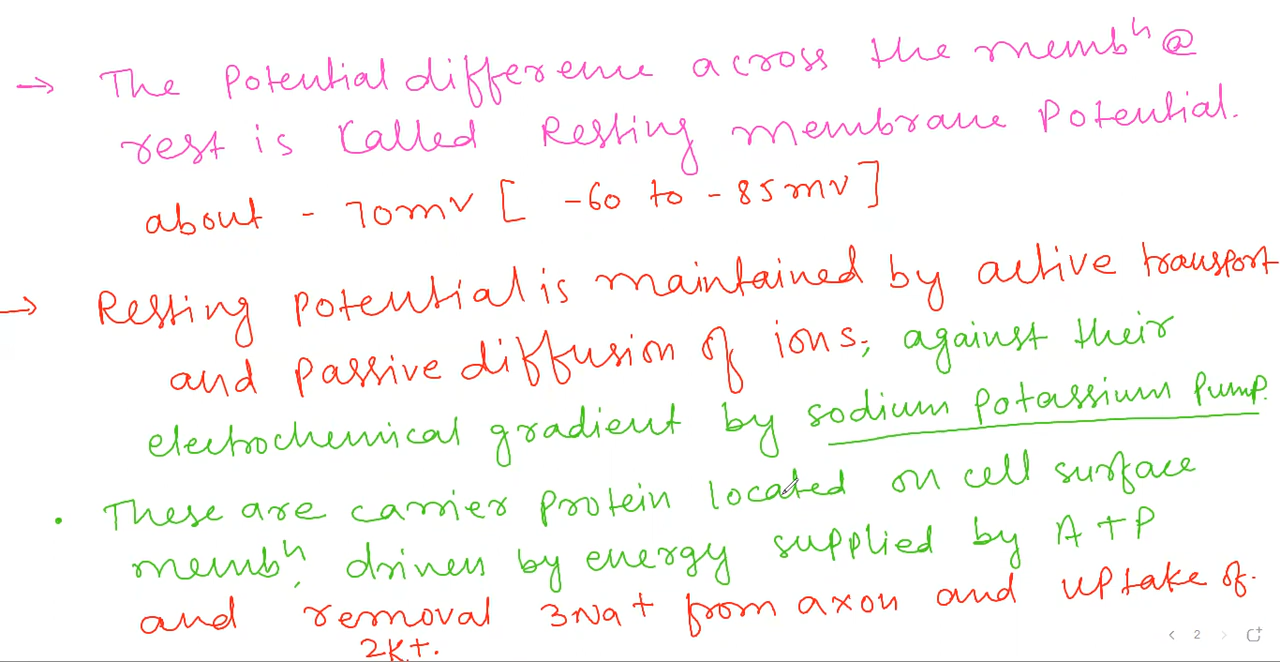 → The Potential difference across the membⁿ @
rest is called Resting membrane Potential.
about - 70mv [ -60 to - 85mv ]
→ Resting Potential is maintained by active transport
and Passive diffusion of ions, against their
electrochemical gradient by sodium Potassium Pump.
• These are carrier Protein located on cell surface
membⁿ, driven by energy supplied by ATP
and removal 3Na+ from axon and uptake of.
2K+.
2